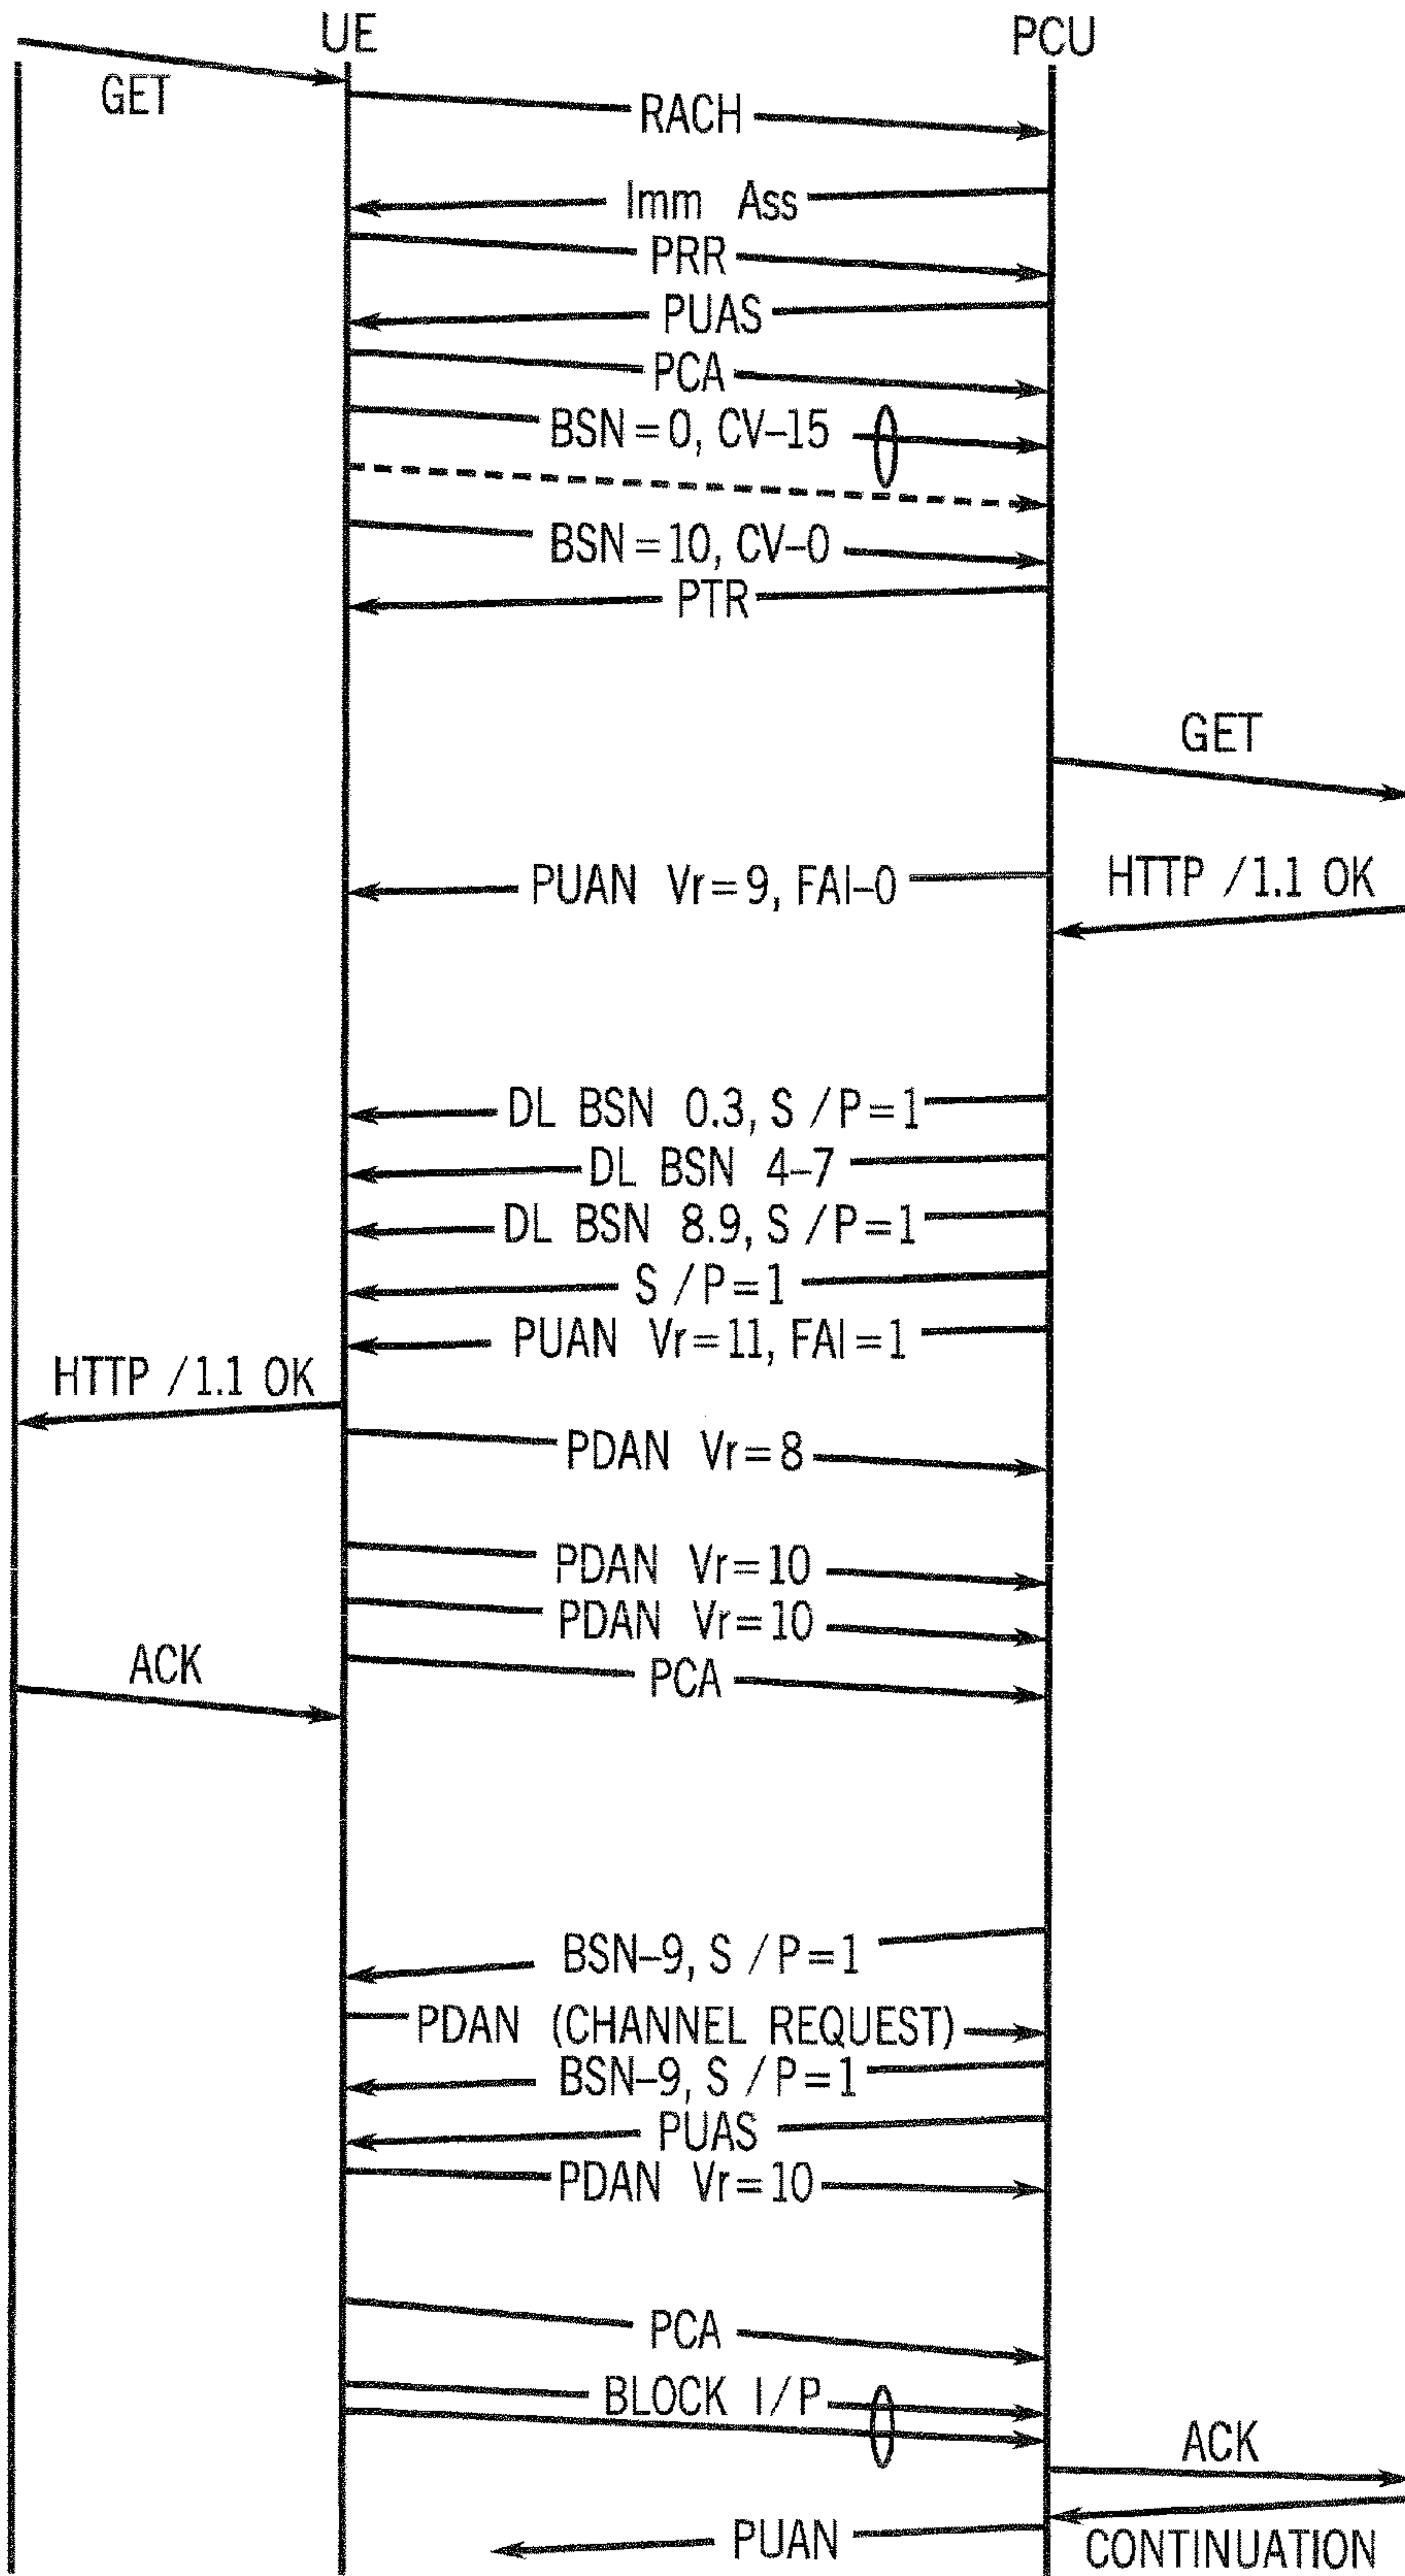 UE
PCU
GET
RACH
Imm Ass
PRR
PUAS
PCA
BSN=0, CV-15
BSN=10, CV-0
PTR
GET
PUAN Vr=9, FAI-0
HTTP /1.1 OK
DL BSN 0.3, S /P=1
DL BSN 4-7
DL BSN 8.9, S /P=1
S /P=1
PUAN Vr=11, FAI=1
HTTP /1.1 OK
PDAN Vr=8
PDAN Vr=10
PDAN Vr=10
ACK
PCA
BSN-9, S /P=1
PDAN (CHANNEL REQUEST)
BSN-9, S /P=1
PUAS
PDAN Vr=10
PCA
BLOCK I/P
ACK
PUAN
CONTINUATION